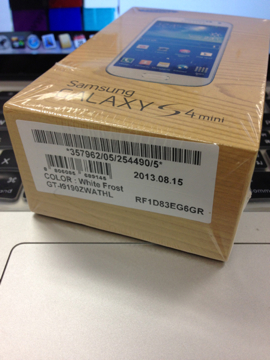 Samsung
GALAXY S4 mini
*357962/05/254490/5*
COLOR : White Frost
2013.08.15
GT-I9190ZWATHL
RF1D83EG6GR